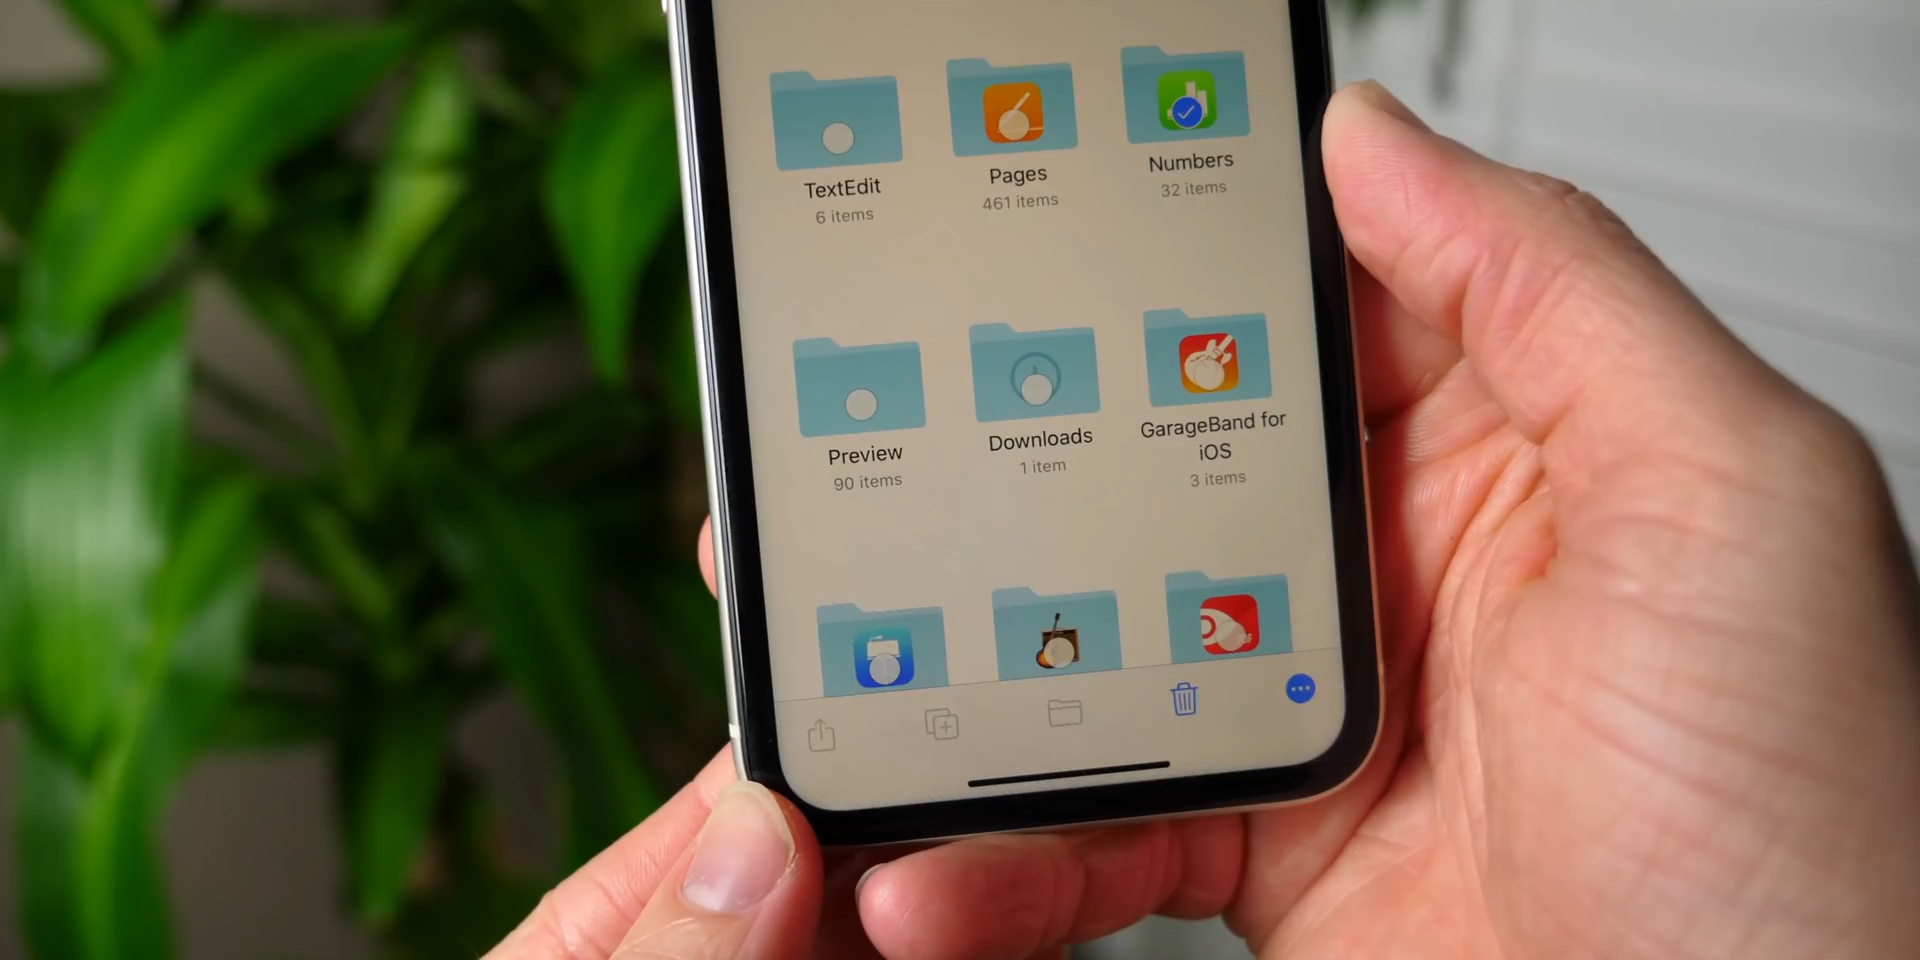 TextEdit
6 items
Pages
461 items
Numbers
32 items
Preview
90 items
Downloads
1 item
GarageBand for
iOS
3 items
PDF